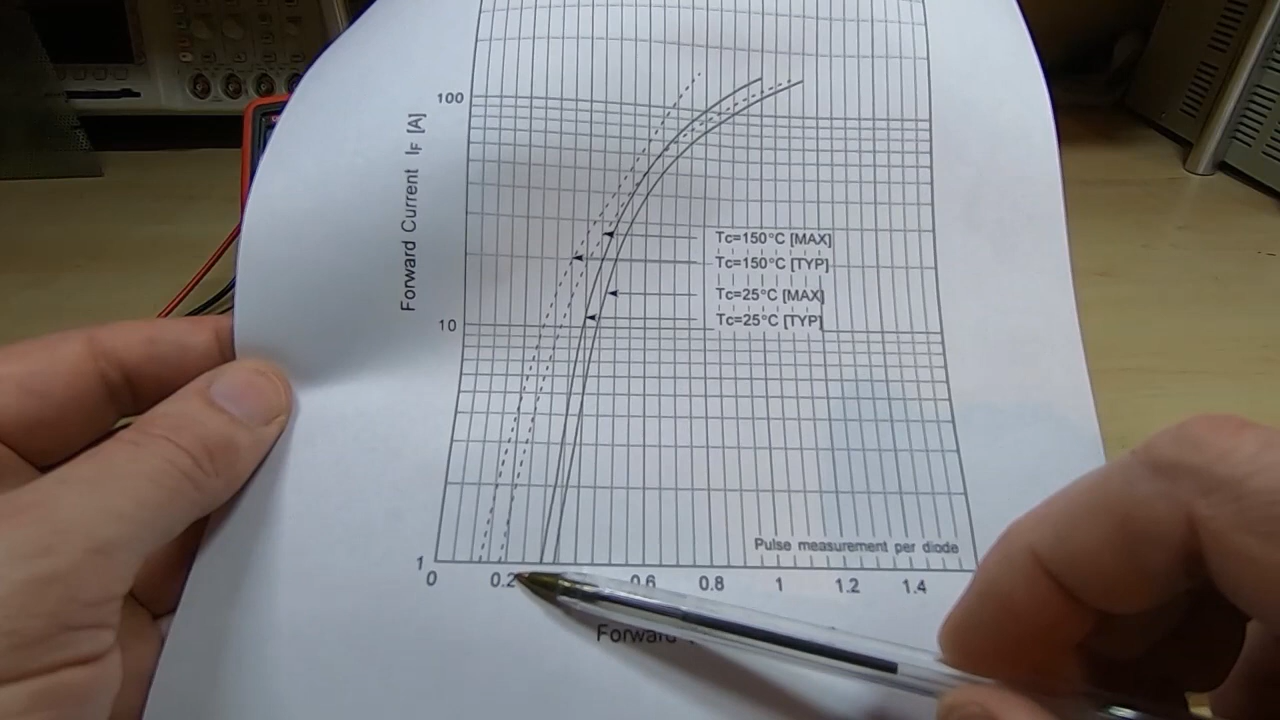 100
Forward Current IF [A]
Tc=150°C [MAX]
Tc=150°C [TYP]
Tc=25°C [MAX]
10
Tc=25°C [TYP]
Pulse measurement per diode
1
0 0.2 0.6 0.8 1 1.2 1.4
Forward